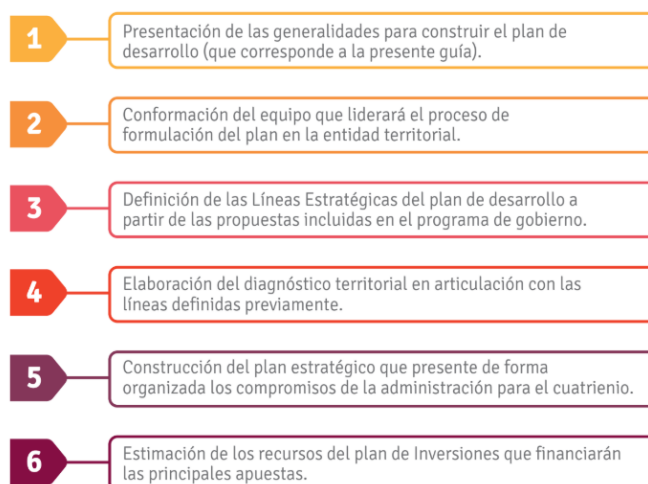 1
Presentación de las generalidades para construir el plan de
desarrollo (que corresponde a la presente guía).
2
Conformación del equipo que liderará el proceso de
formulación del plan en la entidad territorial.
3
Definición de las Líneas Estratégicas del plan de desarrollo a
partir de las propuestas incluidas en el programa de gobierno.
4
Elaboración del diagnóstico territorial en articulación con las
líneas definidas previamente.
5
Construcción del plan estratégico que presente de forma
organizada los compromisos de la administración para el cuatrienio.
6
Estimación de los recursos del plan de Inversiones que financiarán
las principales apuestas.